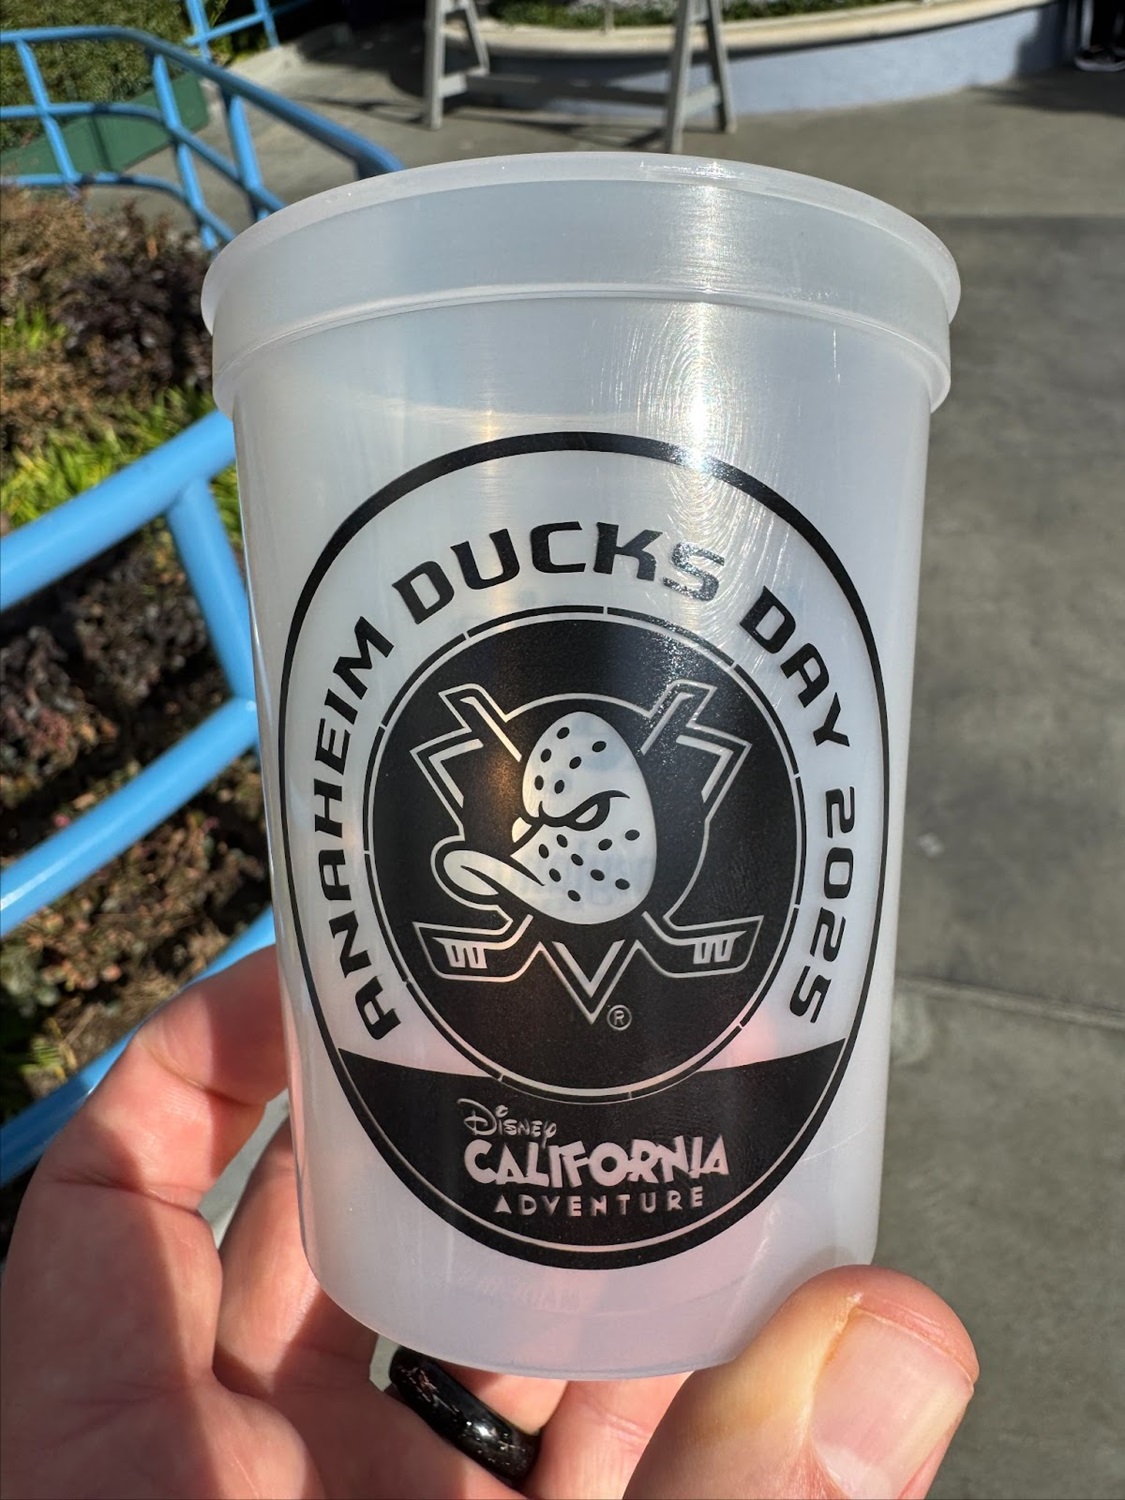 ANAHEIM DUCKS DAY 2025
®
Disney
CALIFORNIA
ADVENTURE